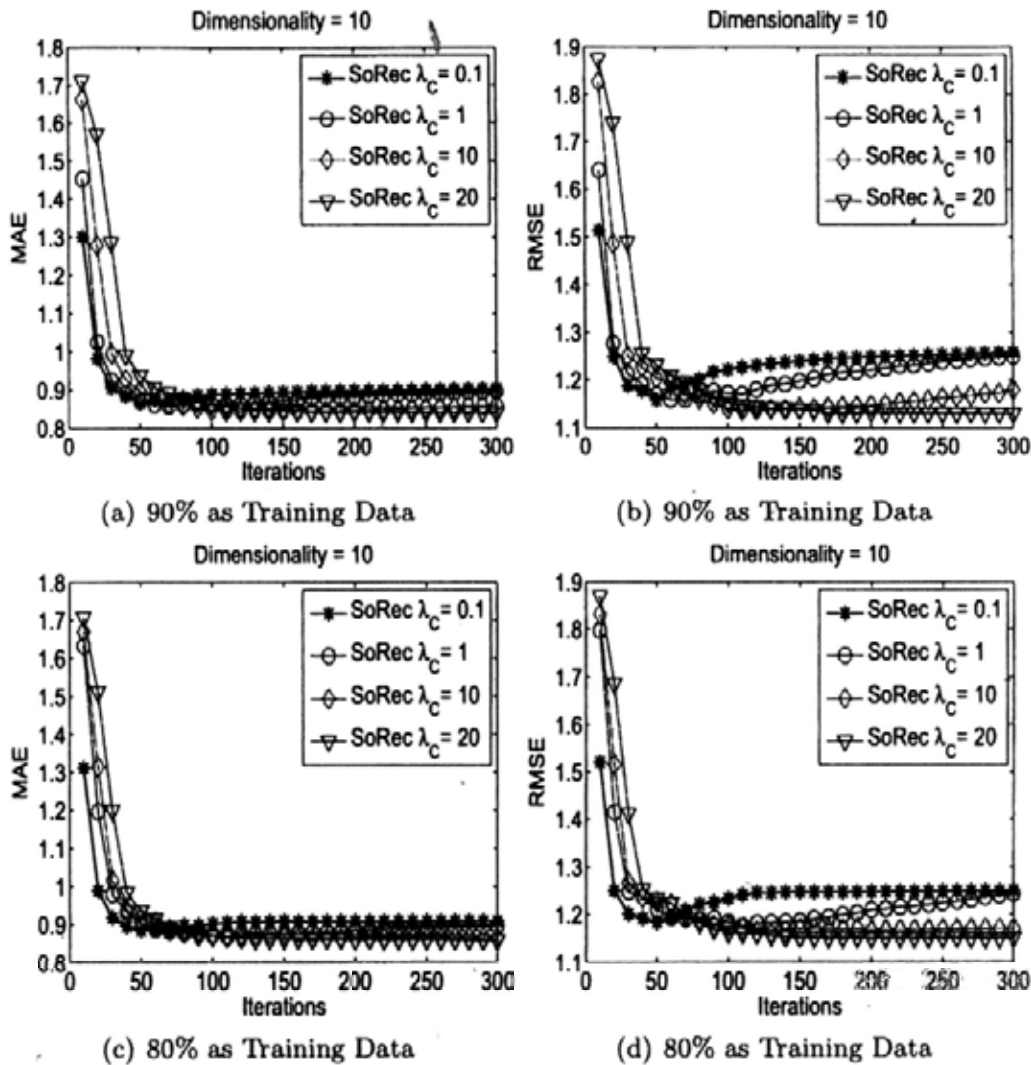 Dimensionality = 10
1.8
1.7
1.6
1.5
1.4
1.3
1.2
1.1
1
0.9
0.8
MAE
0 50 100 150 200 250 300
Iterations
SoRec λC = 0.1
SoRec λC = 1
SoRec λC = 10
SoRec λC = 20
(a) 90% as Training Data
Dimensionality = 10
1.9
1.8
1.7
1.6
1.5
1.4
1.3
1.2
1.1
RMSE
0 50 100 150 200 250 300
Iterations
SoRec λC = 0.1
SoRec λC = 1
SoRec λC = 10
SoRec λC = 20
(b) 90% as Training Data
Dimensionality = 10
1.8
1.7
1.6
1.5
1.4
1.3
1.2
1.1
1
0.9
0.8
MAE
0 50 100 150 200 250 300
Iterations
SoRec λC = 0.1
SoRec λC = 1
SoRec λC = 10
SoRec λC = 20
(c) 80% as Training Data
Dimensionality = 10
1.9
1.8
1.7
1.6
1.5
1.4
1.3
1.2
1.1
RMSE
0 50 100 150 200 250 300
Iterations
SoRec λC = 0.1
SoRec λC = 1
SoRec λC = 10
SoRec λC = 20
(d) 80% as Training Data